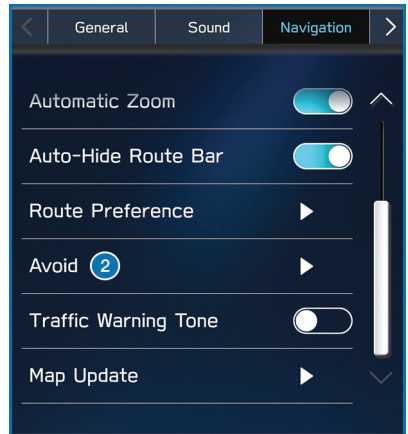 General Sound Navigation
Automatic Zoom
Auto-Hide Route Bar
Route Preference
Avoid 2
Traffic Warning Tone
Map Update